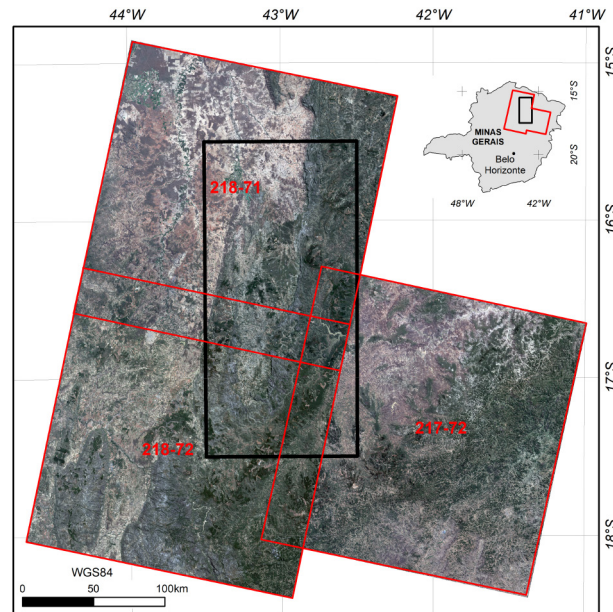 44°W 43°W 42°W 41°W
15°S
16°S
17°S
18°S
218-71
218-72
217-72
15°S
20°S
MINAS
GERAIS
Belo
Horizonte
48°W 42°W
WGS84
0 50 100km